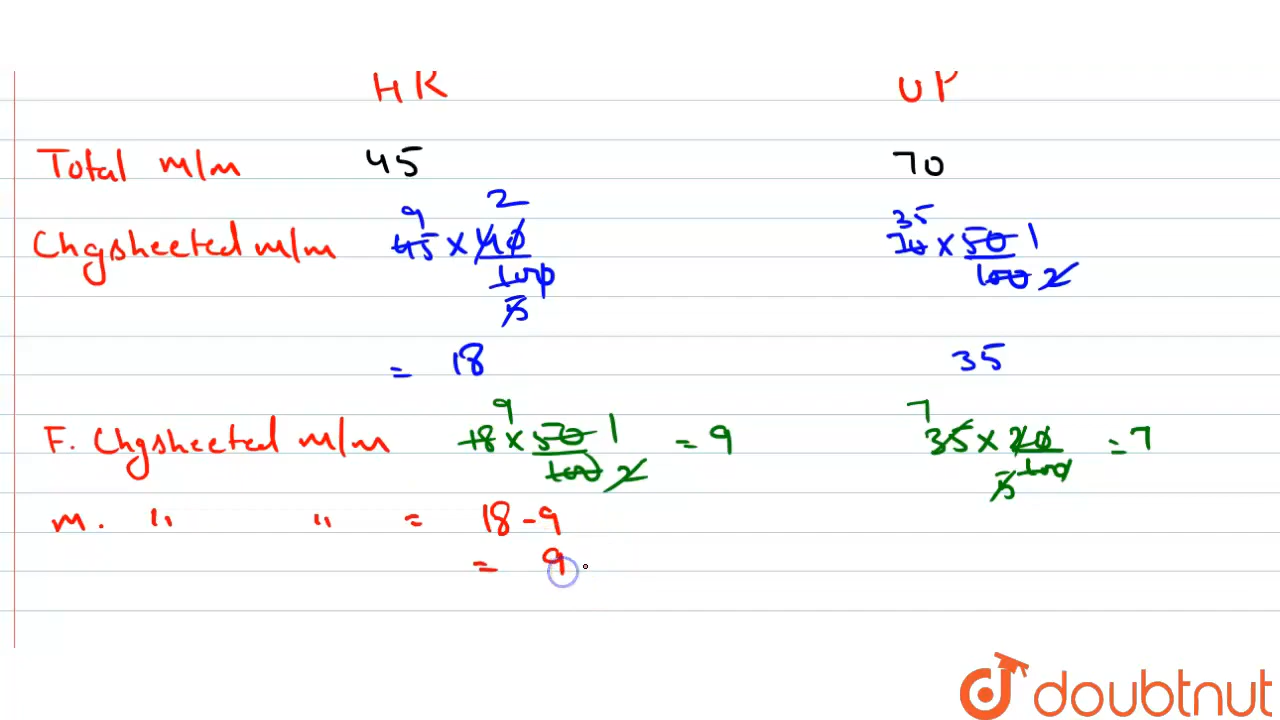 HR UP
Total m/m 45 70
9 2 35
Chgsheeted m/m 45 × 40/100 70 × 50/100 1 2
5
= 18 35
9 7
F. Chgsheeted m/m 18 × 50/100 1 2 = 9 35 × 20/100 = 7
5
m. " " = 18 - 9
= 9
doubtnut